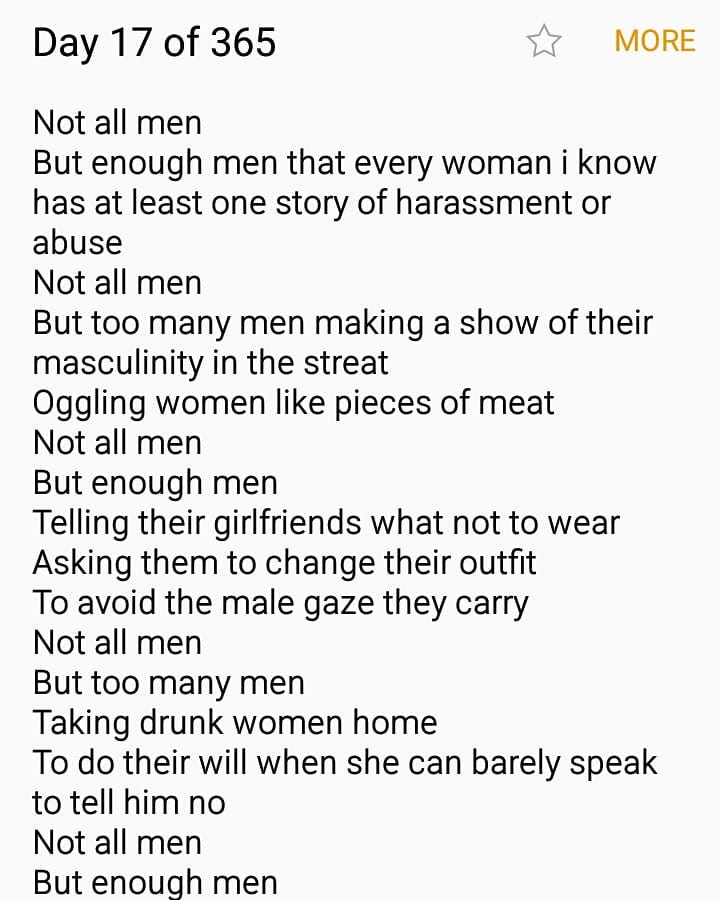 Day 17 of 365
MORE
Not all men
But enough men that every woman i know
has at least one story of harassment or
abuse
Not all men
But too many men making a show of their
masculinity in the streat
Oggling women like pieces of meat
Not all men
But enough men
Telling their girlfriends what not to wear
Asking them to change their outfit
To avoid the male gaze they carry
Not all men
But too many men
Taking drunk women home
To do their will when she can barely speak
to tell him no
Not all men
But enough men